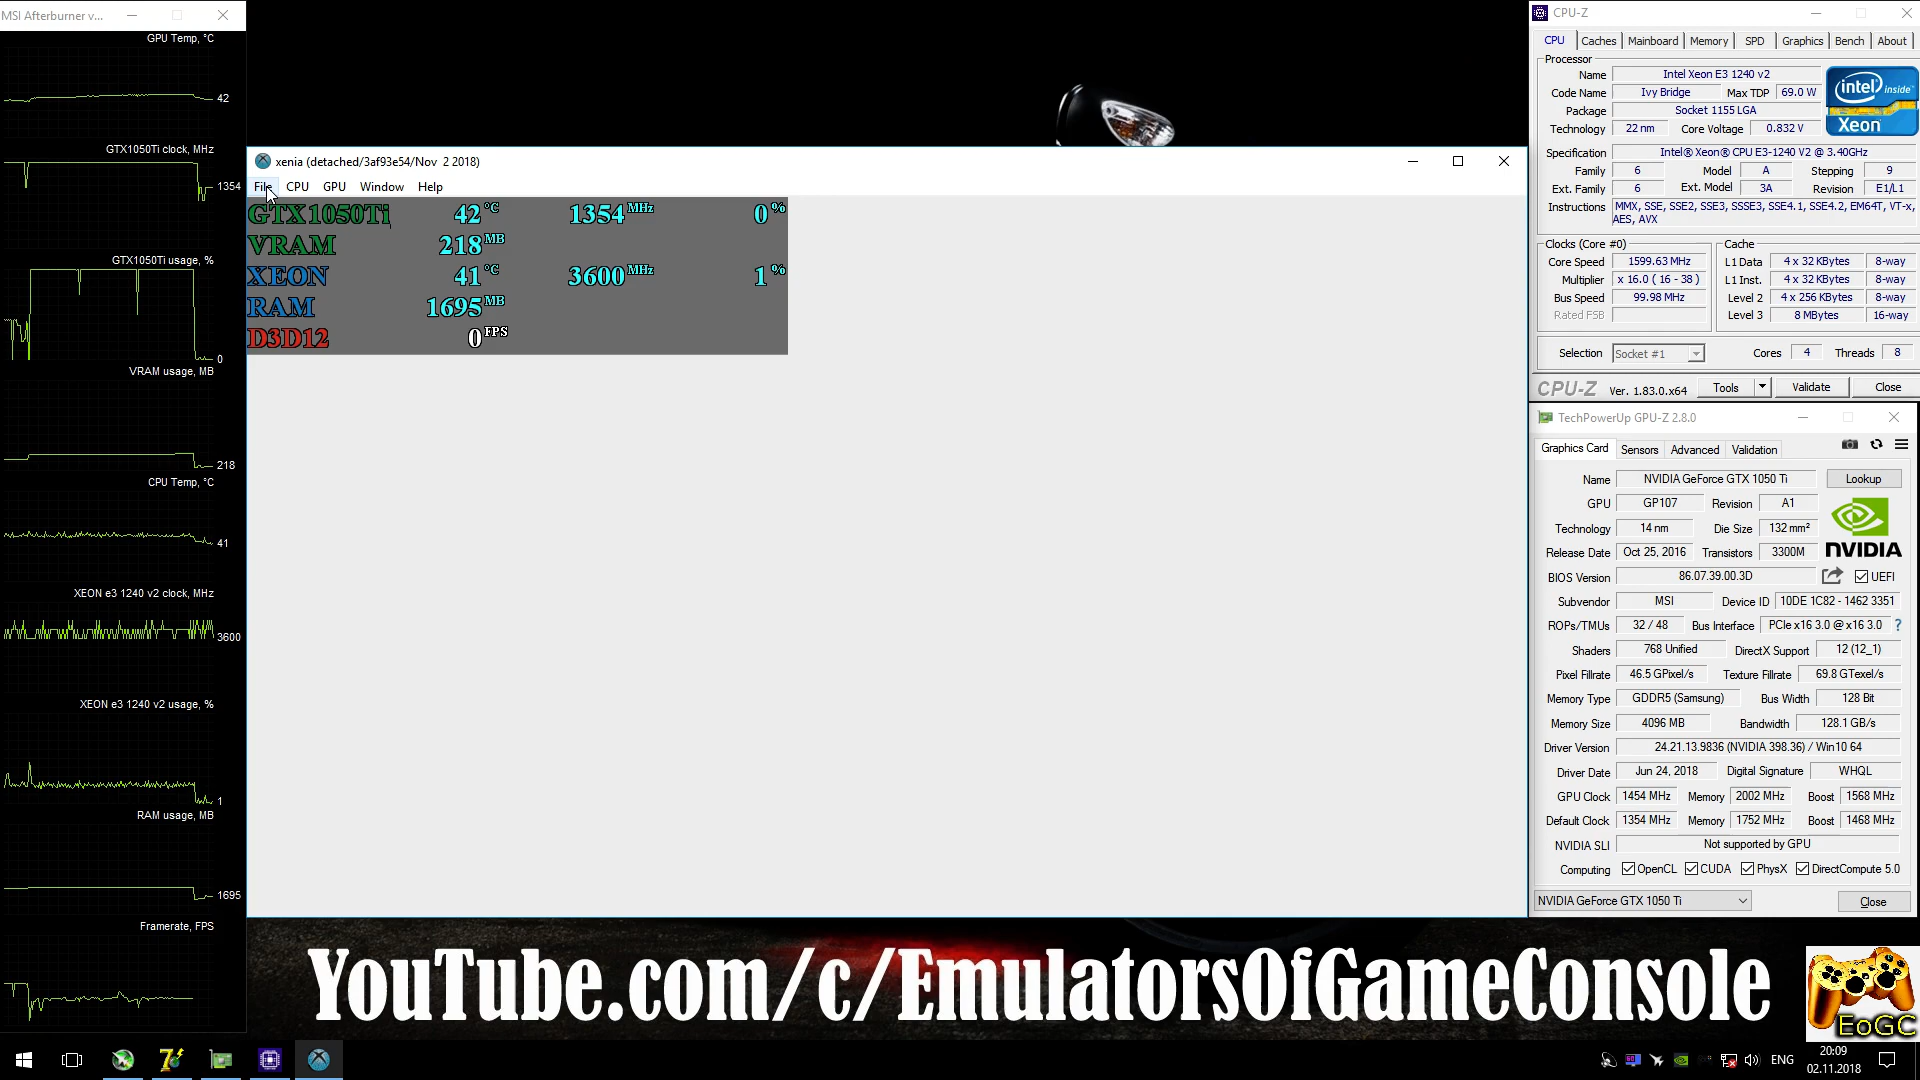 MSI Afterburner v...
GPU Temp, °C
42
GTX1050Ti clock, MHz
1354
GTX1050Ti usage, %
0
VRAM usage, MB
218
CPU Temp, °C
41
XEON e3 1240 v2 clock, MHz
3600
XEON e3 1240 v2 usage, %
1
RAM usage, MB
1695
Framerate, FPS
xenia (detached/3af93e54/Nov 2 2018)
File CPU GPU Window Help
GTX1050Ti 42 °C 1354 MHz 0 %
VRAM 218 MB
XEON 41 °C 3600 MHz 1 %
RAM 1695 MB
D3D12 0 FPS
CPU-Z
CPU Caches Mainboard Memory SPD Graphics Bench About
Processor
Name Intel Xeon E3 1240 v2
Code Name Ivy Bridge Max TDP 69.0 W
Package Socket 1155 LGA
Technology 22 nm Core Voltage 0.832 V
intel inside™
Xeon
Specification Intel® Xeon® CPU E3-1240 V2 @ 3.40GHz
Family 6 Model A Stepping 9
Ext. Family 6 Ext. Model 3A Revision E1/L1
Instructions MMX, SSE, SSE2, SSE3, SSSE3, SSE4.1, SSE4.2, EM64T, VT-x,
AES, AVX
Clocks (Core #0)
Core Speed 1599.63 MHz
Multiplier x 16.0 ( 16 - 38 )
Bus Speed 99.98 MHz
Rated FSB
Cache
L1 Data 4 x 32 KBytes 8-way
L1 Inst. 4 x 32 KBytes 8-way
Level 2 4 x 256 KBytes 8-way
Level 3 8 MBytes 16-way
Selection Socket #1 Cores 4 Threads 8
CPU-Z Ver. 1.83.0.x64 Tools Validate Close
TechPowerUp GPU-Z 2.8.0
Graphics Card Sensors Advanced Validation
Name NVIDIA GeForce GTX 1050 Ti Lookup
GPU GP107 Revision A1
Technology 14 nm Die Size 132 mm²
Release Date Oct 25, 2016 Transistors 3300M
NVIDIA
BIOS Version 86.07.39.00.3D UEFI
Subvendor MSI Device ID 10DE 1C82 - 1462 3351
ROPs/TMUs 32 / 48 Bus Interface PCIe x16 3.0 @ x16 3.0 ?
Shaders 768 Unified DirectX Support 12 (12_1)
Pixel Fillrate 46.5 GPixel/s Texture Fillrate 69.8 GTexel/s
Memory Type GDDR5 (Samsung) Bus Width 128 Bit
Memory Size 4096 MB Bandwidth 128.1 GB/s
Driver Version 24.21.13.9836 (NVIDIA 398.36) / Win10 64
Driver Date Jun 24, 2018 Digital Signature WHQL
GPU Clock 1454 MHz Memory 2002 MHz Boost 1568 MHz
Default Clock 1354 MHz Memory 1752 MHz Boost 1468 MHz
NVIDIA SLI Not supported by GPU
Computing OpenCL CUDA PhysX DirectCompute 5.0
NVIDIA GeForce GTX 1050 Ti Close
YouTube.com/c/EmulatorsOfGameConsole
EoGC
ENG 20:09
02.11.2018